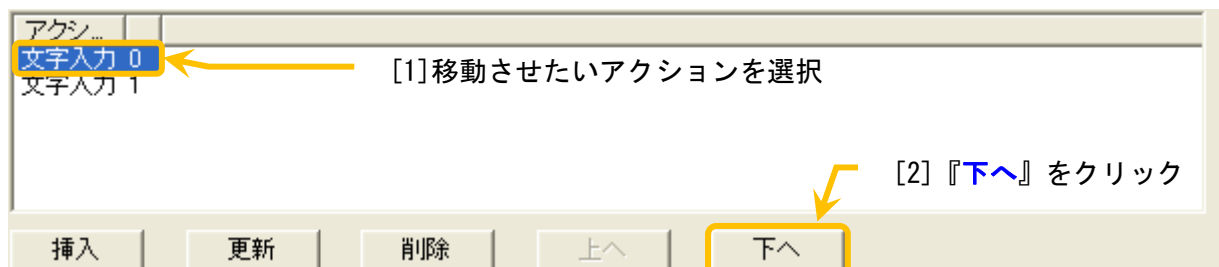 アクシ...
文字入力 0
[1]移動させたいアクションを選択
文字入力 1
[2]『下へ』をクリック
挿入 更新 削除 上へ 下へ